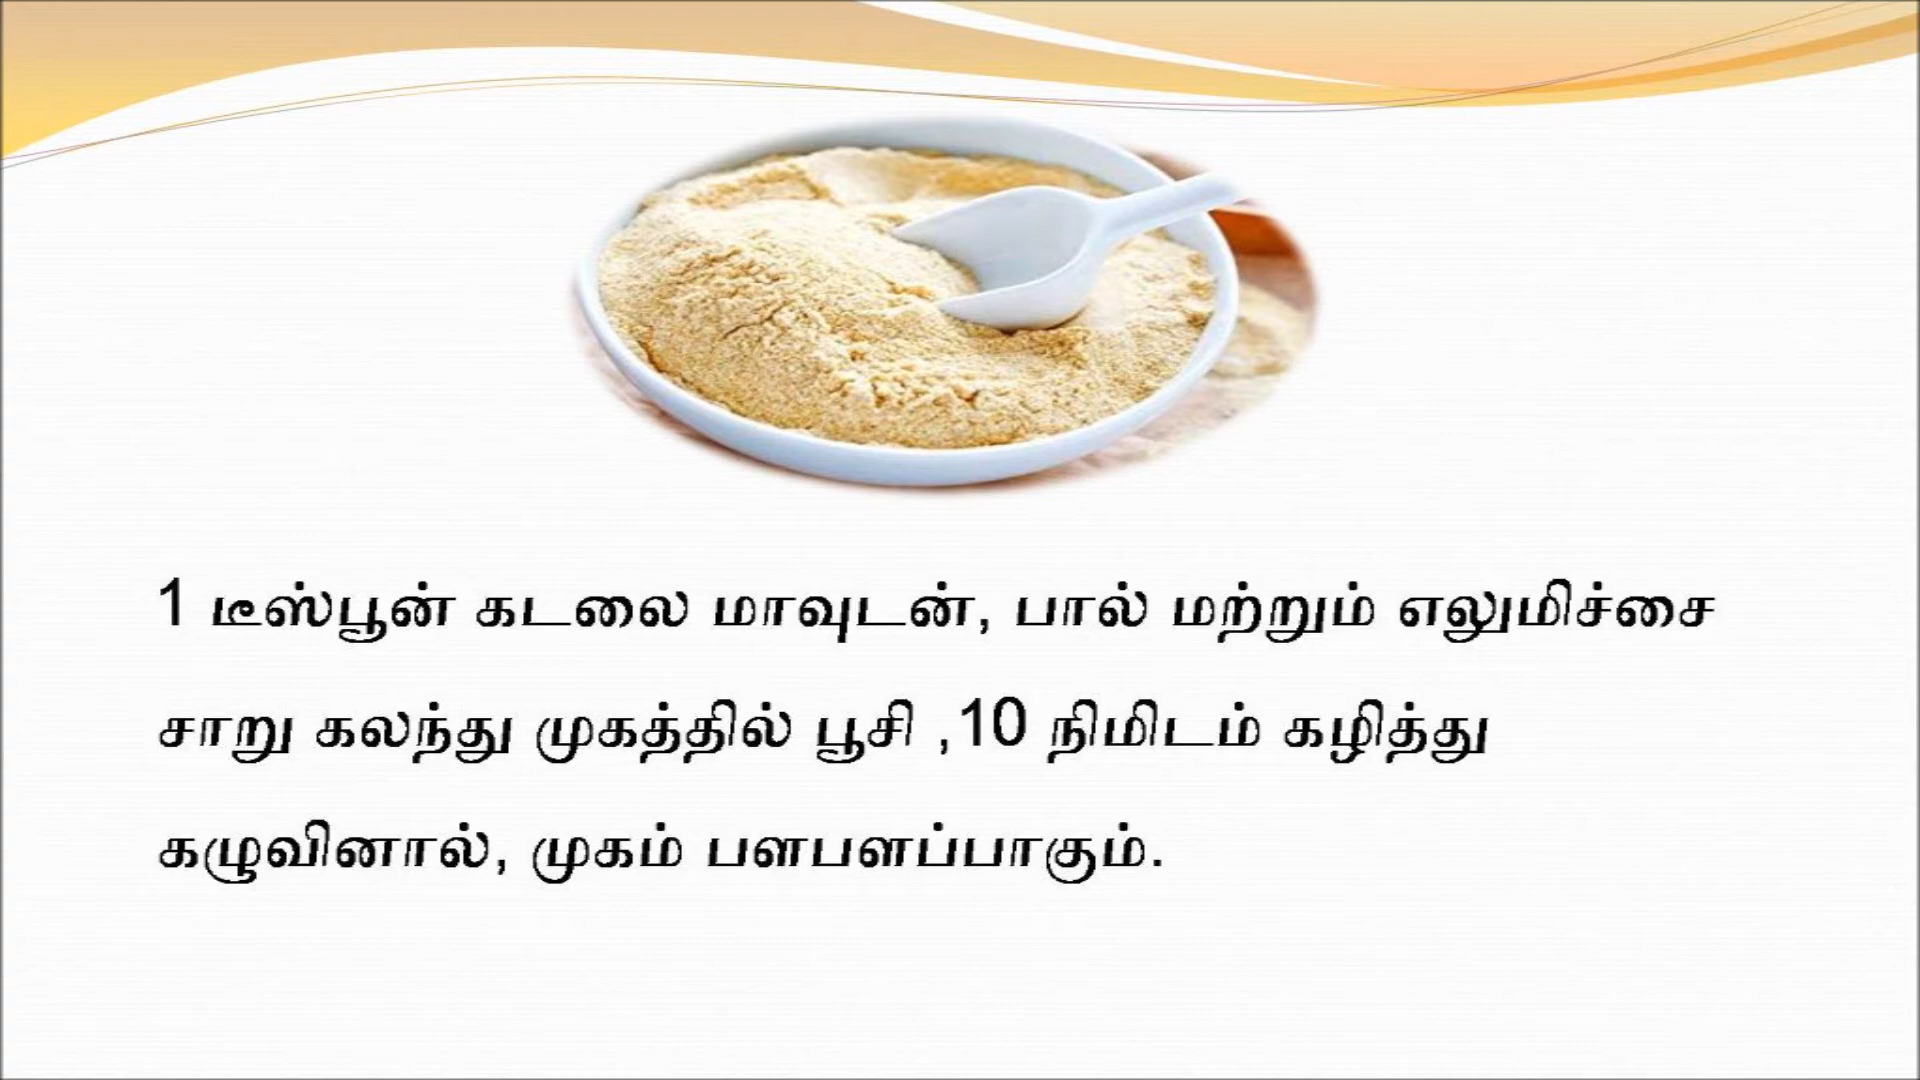 1 டீஸ்பூன் கடலை மாவுடன், பால் மற்றும் எலுமிச்சை
சாறு கலந்து முகத்தில் பூசி ,10 நிமிடம் கழித்து
கழுவினால், முகம் பளபளப்பாகும்.